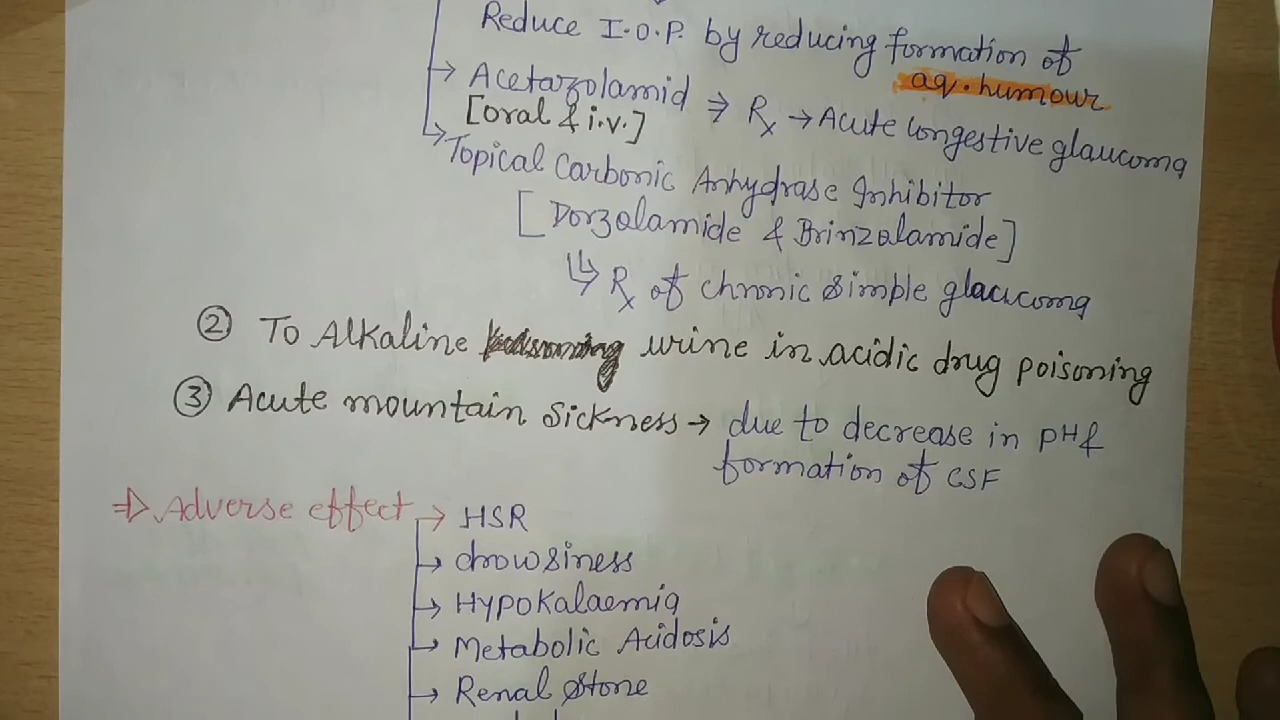 Reduce I.O.P. by reducing formation of
aq. humour
→ Acetazolamid ⇒ Rx → Acute Congestive glaucoma
[oral & i.v.]
→ Topical Carbonic Anhydrase Inhibitor
[Dorzolamide & Brinzolamide]
↳ Rx of chronic simple glaucoma
② To Alkaline urine in acidic drug poisoning
③ Acute mountain Sickness → due to decrease in pH &
formation of CSF
⇒ Adverse effect → HSR
→ drowsiness
→ Hypokalaemia
→ Metabolic Acidosis
→ Renal Stone